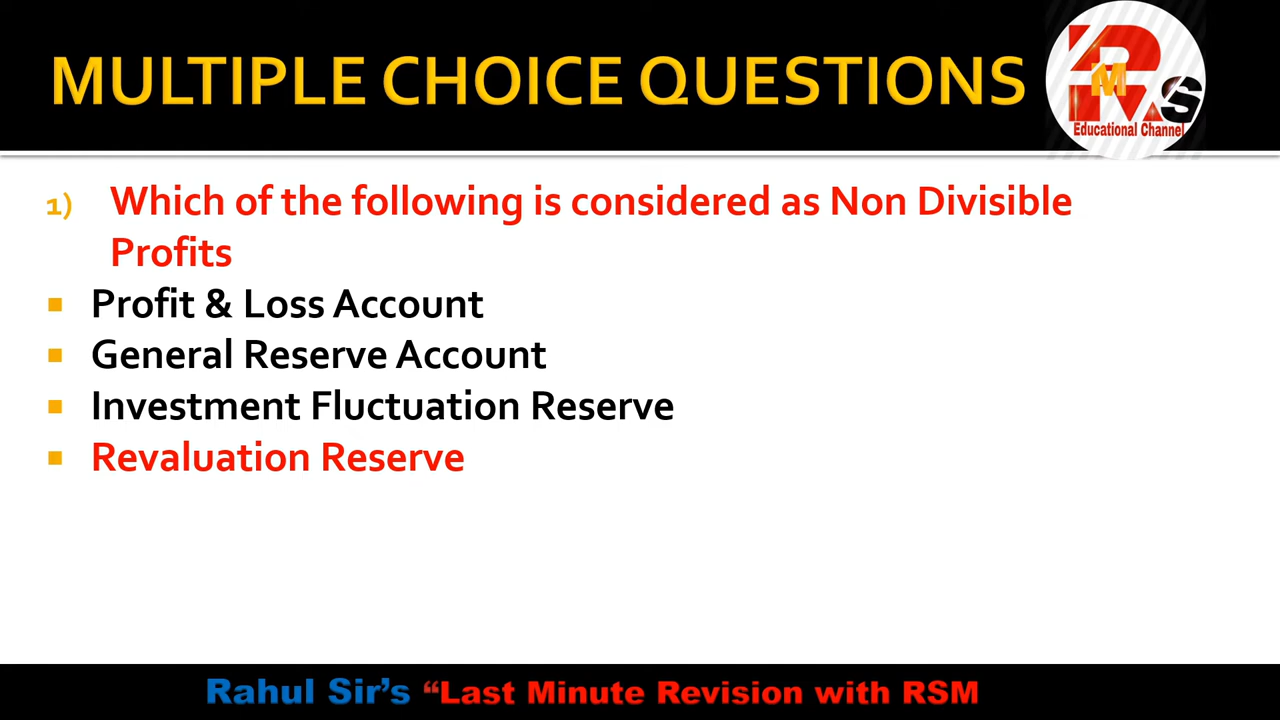 MULTIPLE CHOICE QUESTIONS
RMS
Educational Channel
1) Which of the following is considered as Non Divisible
Profits
Profit & Loss Account
General Reserve Account
Investment Fluctuation Reserve
Revaluation Reserve
Rahul Sir's “Last Minute Revision with RSM